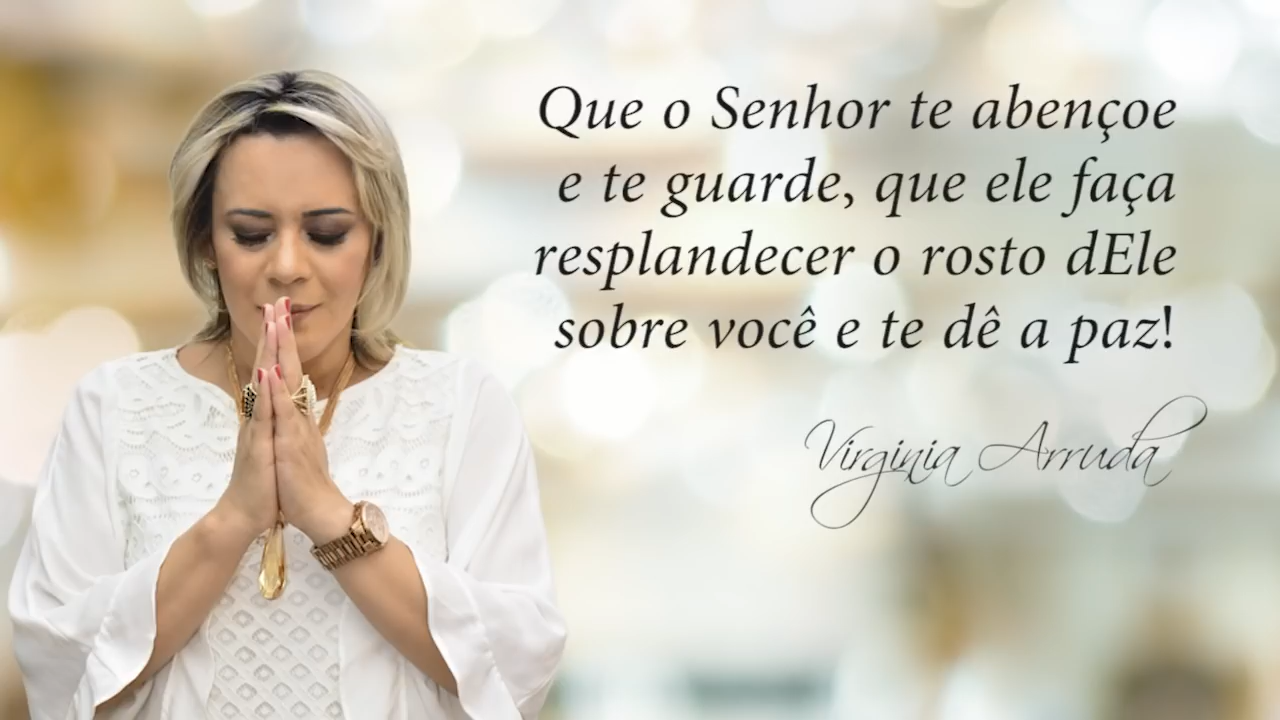 Que o Senhor te abençoe
e te guarde, que ele faça
resplandecer o rosto dEle
sobre você e te dê a paz!
Virginia Arruda